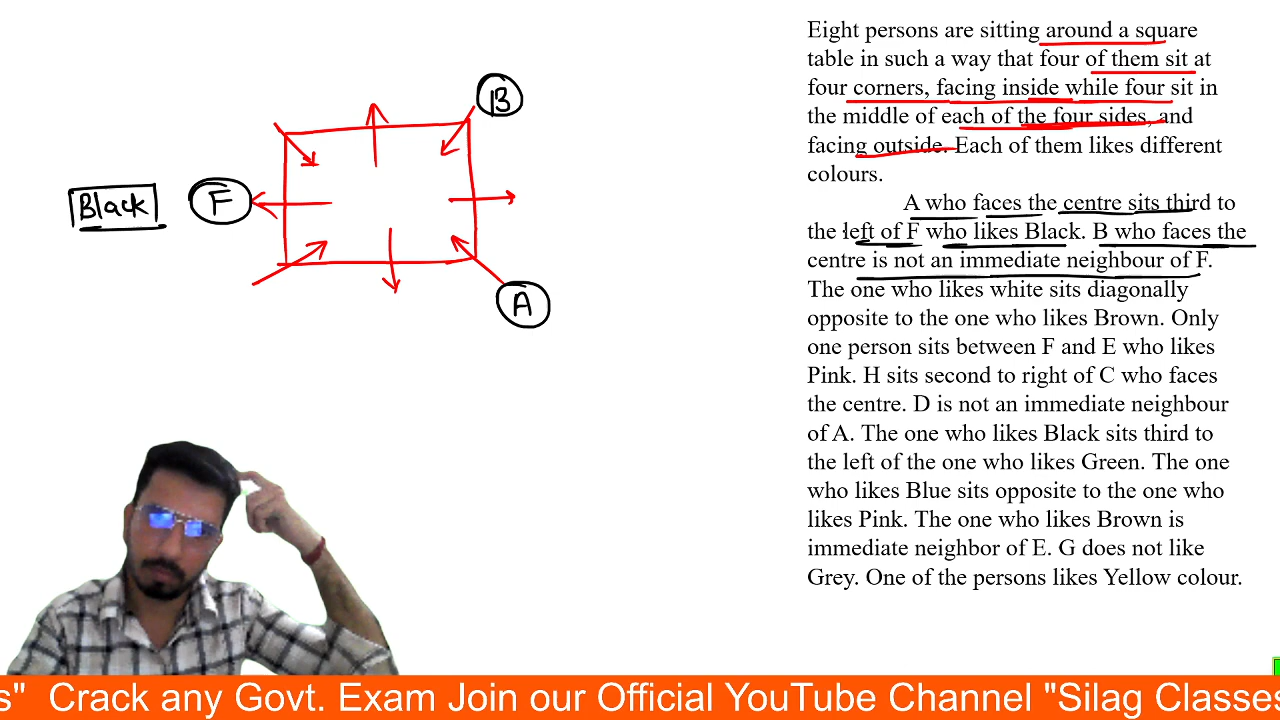 Eight persons are sitting around a square
table in such a way that four of them sit at
four corners, facing inside while four sit in
the middle of each of the four sides, and
facing outside. Each of them likes different
colours.
A who faces the centre sits third to
the left of F who likes Black. B who faces the
centre is not an immediate neighbour of F.
The one who likes white sits diagonally
opposite to the one who likes Brown. Only
one person sits between F and E who likes
Pink. H sits second to right of C who faces
the centre. D is not an immediate neighbour
of A. The one who likes Black sits third to
the left of the one who likes Green. The one
who likes Blue sits opposite to the one who
likes Pink. The one who likes Brown is
immediate neighbor of E. G does not like
Grey. One of the persons likes Yellow colour.
B
Black F
A
s" Crack any Govt. Exam Join our Official YouTube Channel "Silag Classes